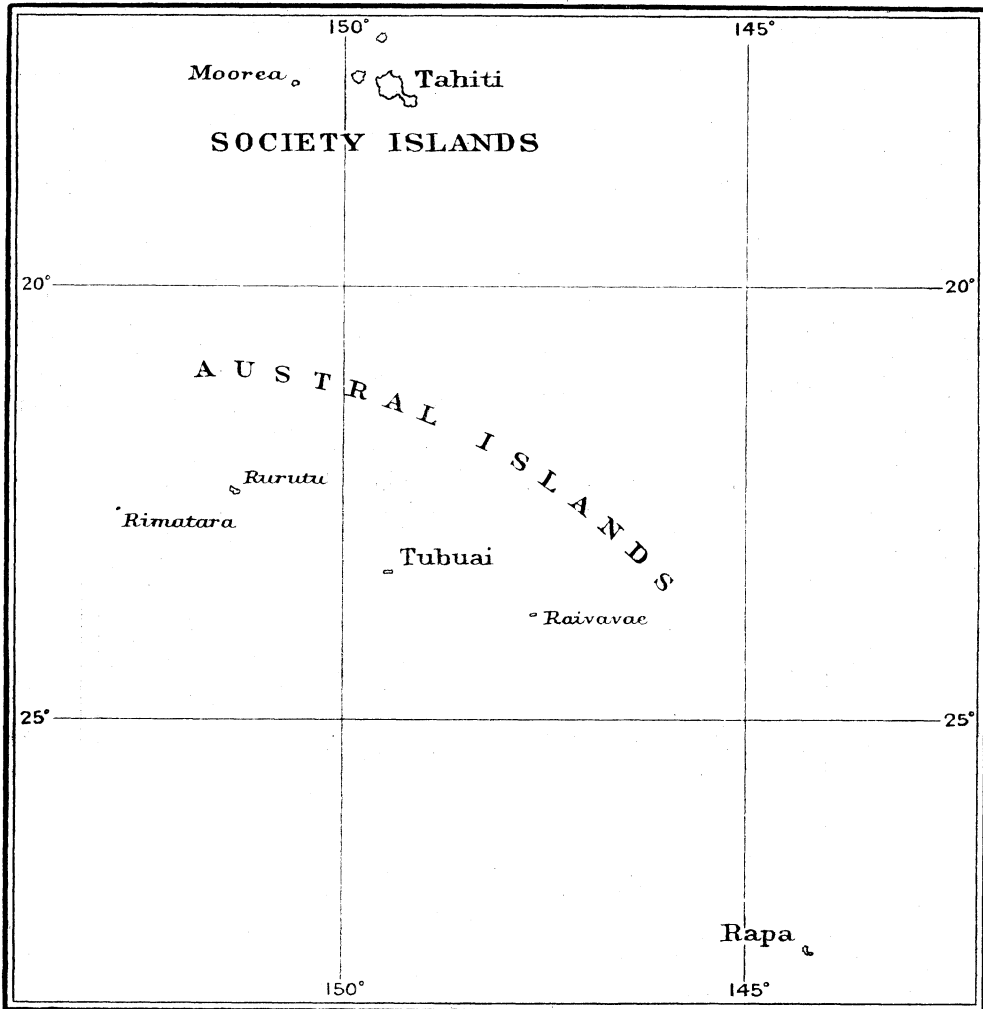 150° 145°
Moorea Tahiti
SOCIETY ISLANDS
20° 20°
AUSTRAL ISLANDS
Rurutu
Rimatara
Tubuai
Raivavae
25° 25°
Rapa
150° 145°